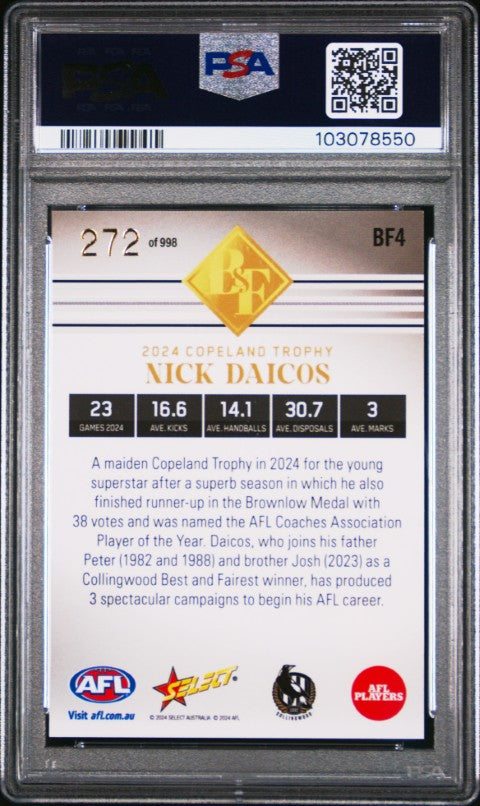 PSA
PSA
103078550
272 of 998
BF4
B&F
2024 COPELAND TROPHY
NICK DAICOS
23 16.6 14.1 30.7 3
GAMES 2024 AVE. KICKS AVE. HANDBALLS AVE. DISPOSALS AVE. MARKS
A maiden Copeland Trophy in 2024 for the young
superstar after a superb season in which he also
finished runner-up in the Brownlow Medal with
38 votes and was named the AFL Coaches Association
Player of the Year. Daicos, who joins his father
Peter (1982 and 1988) and brother Josh (2023) as a
Collingwood Best and Fairest winner, has produced
3 spectacular campaigns to begin his AFL career.
AFL
SELECT
COLLINGWOOD
AFL
PLAYERS
Visit afl.com.au
© 2024 SELECT AUSTRALIA © 2024 AFL
PSA